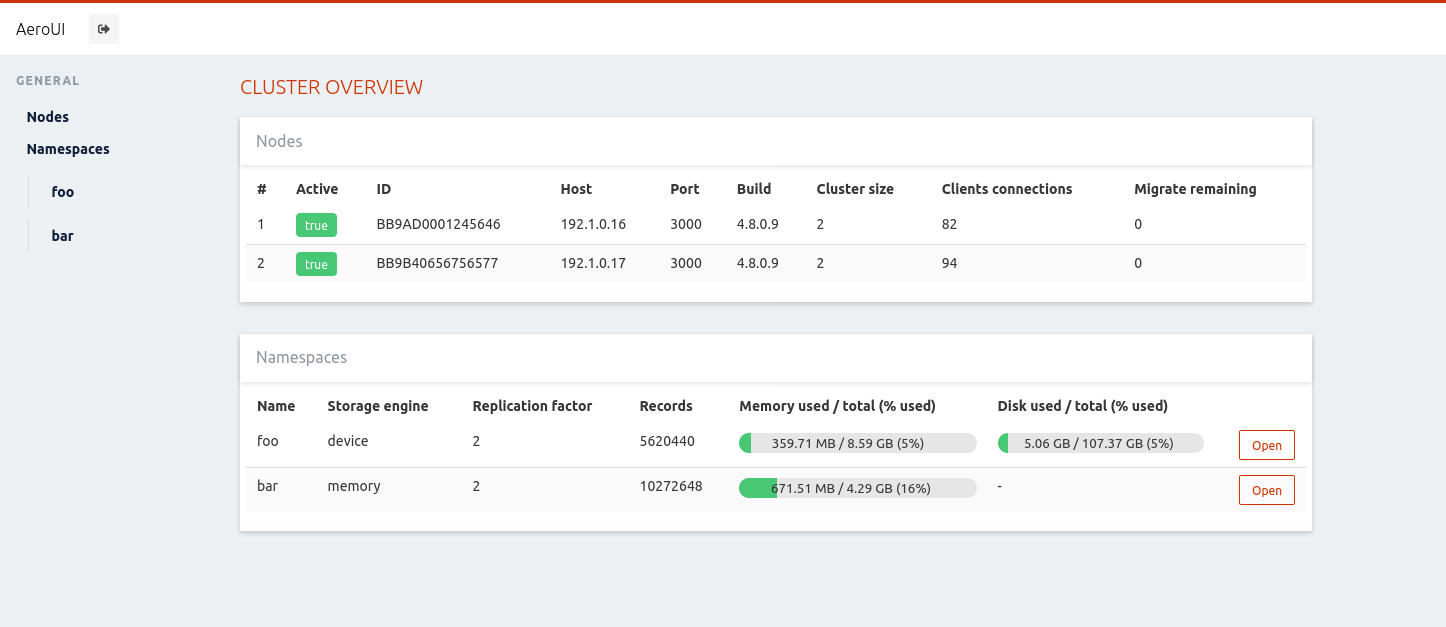 AeroUI
GENERAL
Nodes
Namespaces
foo
bar
CLUSTER OVERVIEW
Nodes
# Active ID Host Port Build Cluster size Clients connections Migrate remaining
1 true BB9AD0001245646 192.1.0.16 3000 4.8.0.9 2 82 0
2 true BB9B40656756577 192.1.0.17 3000 4.8.0.9 2 94 0
Namespaces
Name Storage engine Replication factor Records Memory used / total (% used) Disk used / total (% used)
foo device 2 5620440 359.71 MB / 8.59 GB (5%) 5.06 GB / 107.37 GB (5%) Open
bar memory 2 10272648 671.51 MB / 4.29 GB (16%) - Open